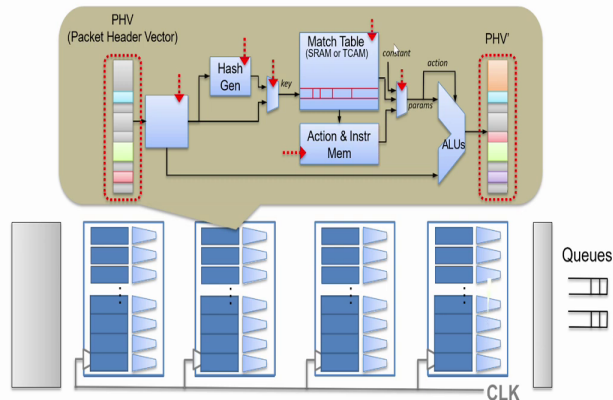 PHV
(Packet Header Vector)
Hash
Gen
key
Match Table
(SRAM or TCAM)
constant
action
params
Action & Instr
Mem
ALUs
PHV'
Queues
CLK